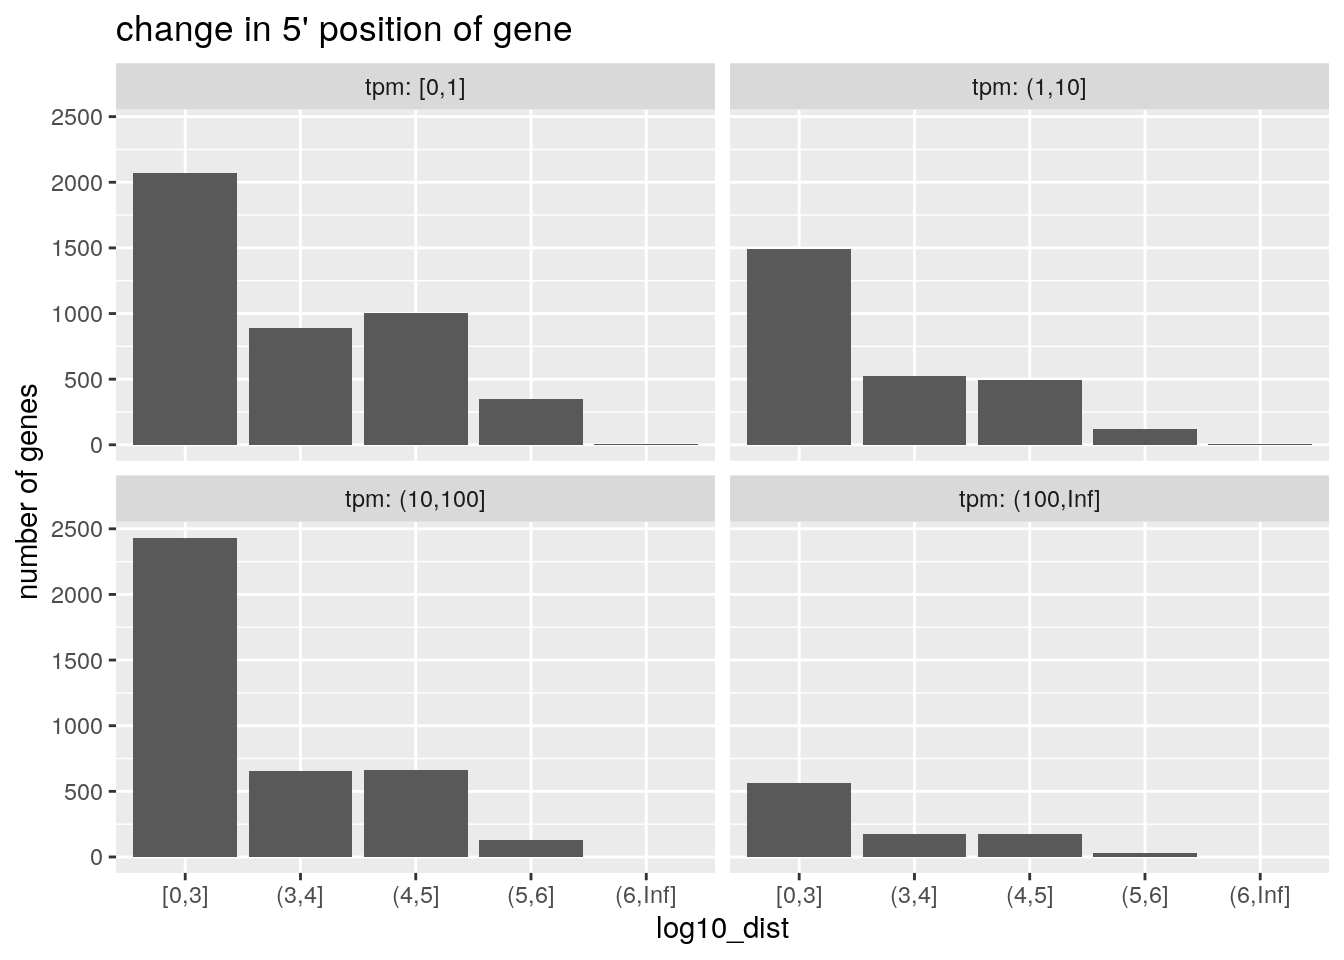 change in 5' position of gene
tpm: [0,1]
tpm: (1,10]
2500
2000
1500
1000
500
0
number of genes
tpm: (10,100]
tpm: (100,Inf]
2500
2000
1500
1000
500
0
[0,3] (3,4] (4,5] (5,6] (6,Inf]
[0,3] (3,4] (4,5] (5,6] (6,Inf]
log10_dist